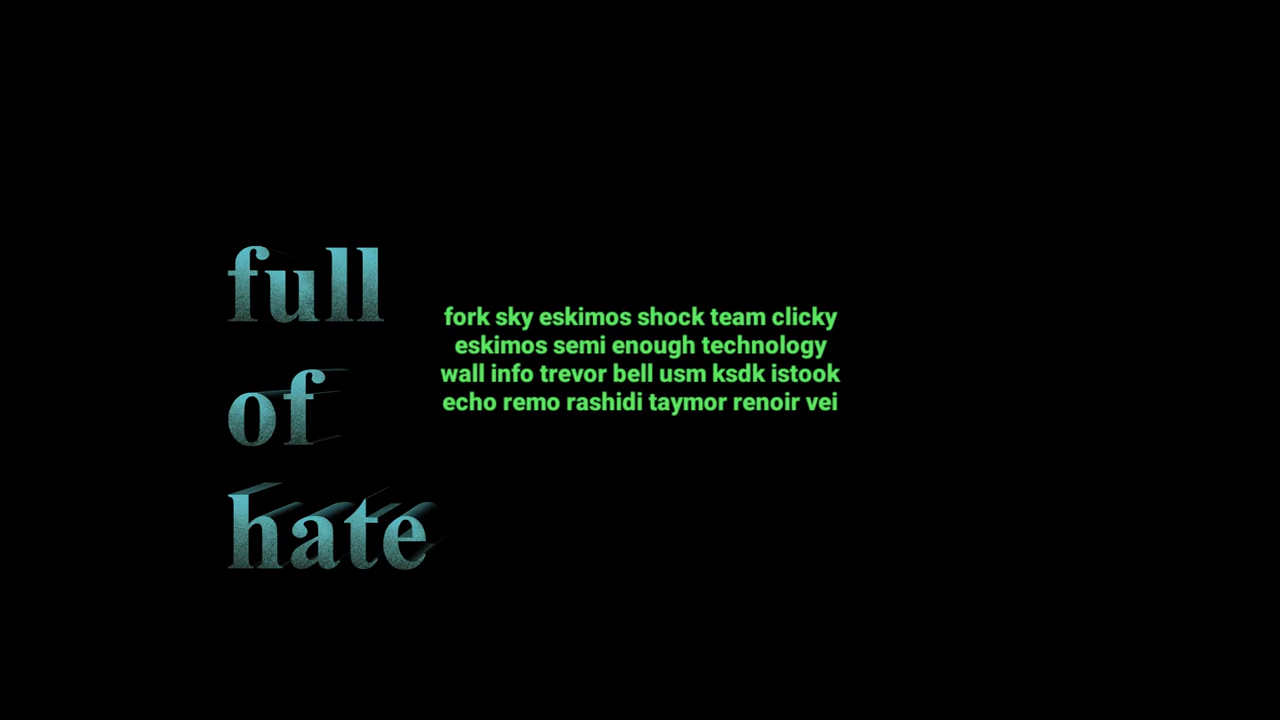 full
of
hate
fork sky eskimos shock team clicky
eskimos semi enough technology
wall info trevor bell usm ksdk istook
echo remo rashidi taymor renoir vei